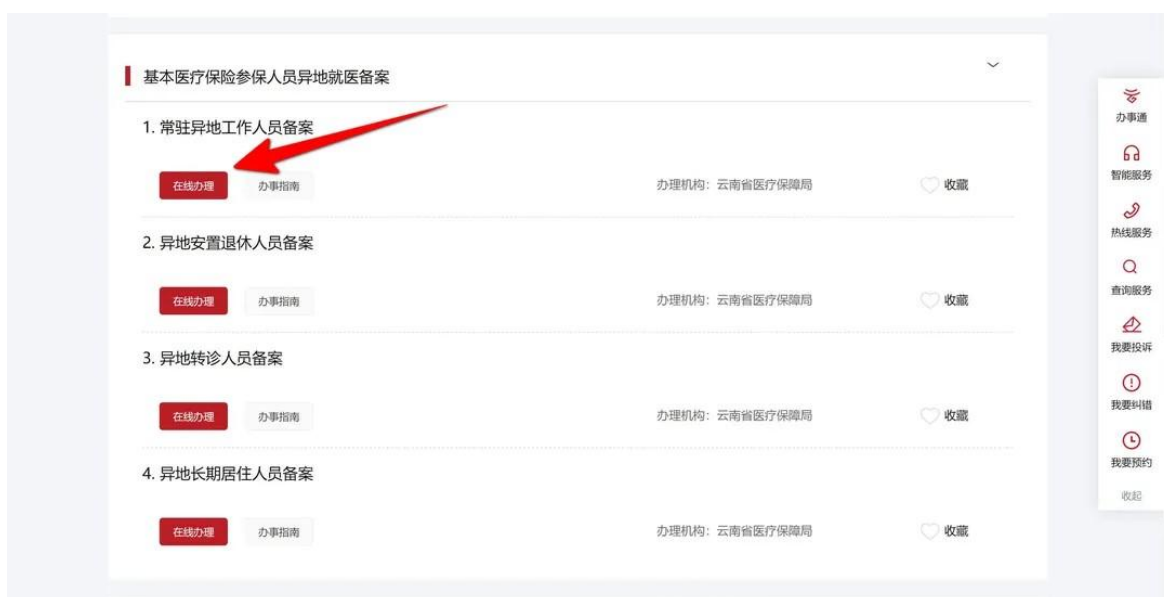 基本医疗保险参保人员异地就医备案
1. 常驻异地工作人员备案
在线办理 办事指南 办理机构：云南省医疗保障局 收藏
2. 异地安置退休人员备案
在线办理 办事指南 办理机构：云南省医疗保障局 收藏
3. 异地转诊人员备案
在线办理 办事指南 办理机构：云南省医疗保障局 收藏
4. 异地长期居住人员备案
在线办理 办事指南 办理机构：云南省医疗保障局 收藏
办事通
智能服务
热线服务
查询服务
我要投诉
我要纠错
我要预约
收起